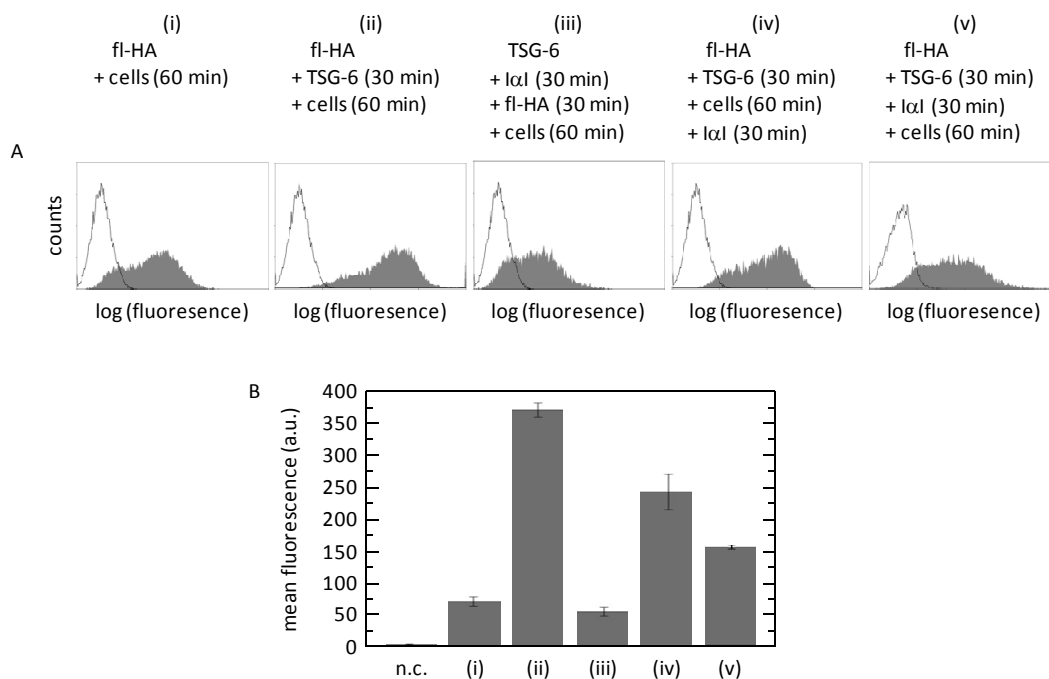 (i)
fl-HA
+ cells (60 min)
(ii)
fl-HA
+ TSG-6 (30 min)
+ cells (60 min)
(iii)
TSG-6
+ IαI (30 min)
+ fl-HA (30 min)
+ cells (60 min)
(iv)
fl-HA
+ TSG-6 (30 min)
+ cells (60 min)
+ IαI (30 min)
(v)
fl-HA
+ TSG-6 (30 min)
+ IαI (30 min)
+ cells (60 min)
A
counts
log (fluoresence)
log (fluoresence)
log (fluoresence)
log (fluoresence)
log (fluoresence)
B
mean fluorescence (a.u.)
400
350
300
250
200
150
100
50
0
n.c. (i) (ii) (iii) (iv) (v)